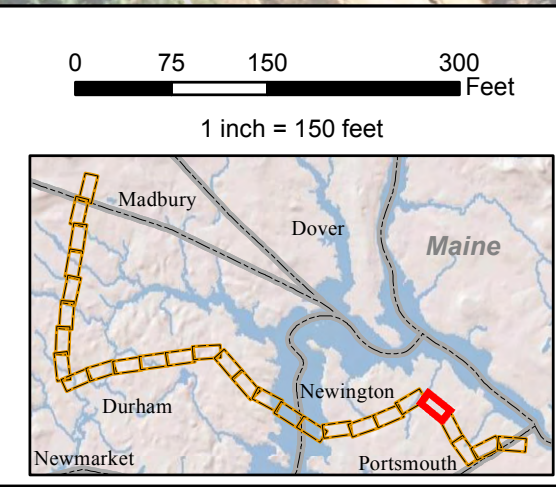 0 75 150 300
Feet
1 inch = 150 feet
Madbury
Dover
Maine
Newington
Durham
Newmarket
Portsmouth